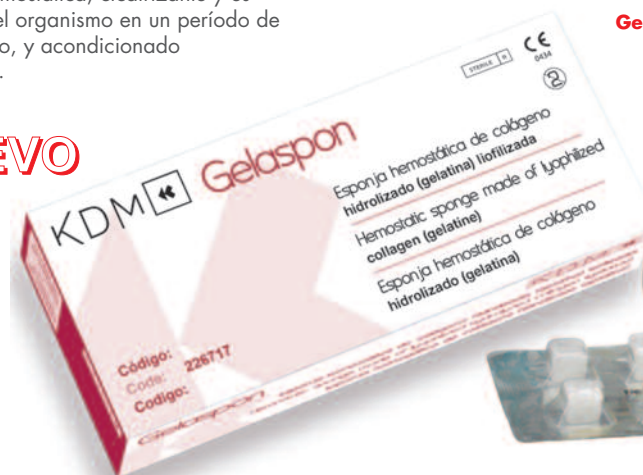 el organismo en un período de
o, y acondicionado
Ge
EVO
KDM Gelaspon
STERILE R
CE
0434
2
Esponja hemostática de colágeno
hidrolizado (gelatina) liofilizada
Hemostatic sponge made of lyophilized
collagen (gelatine)
Esponja hemostática de colágeno
hidrolizado (gelatina)
Código:
Code: 226717
Codigo:
Gelaspon